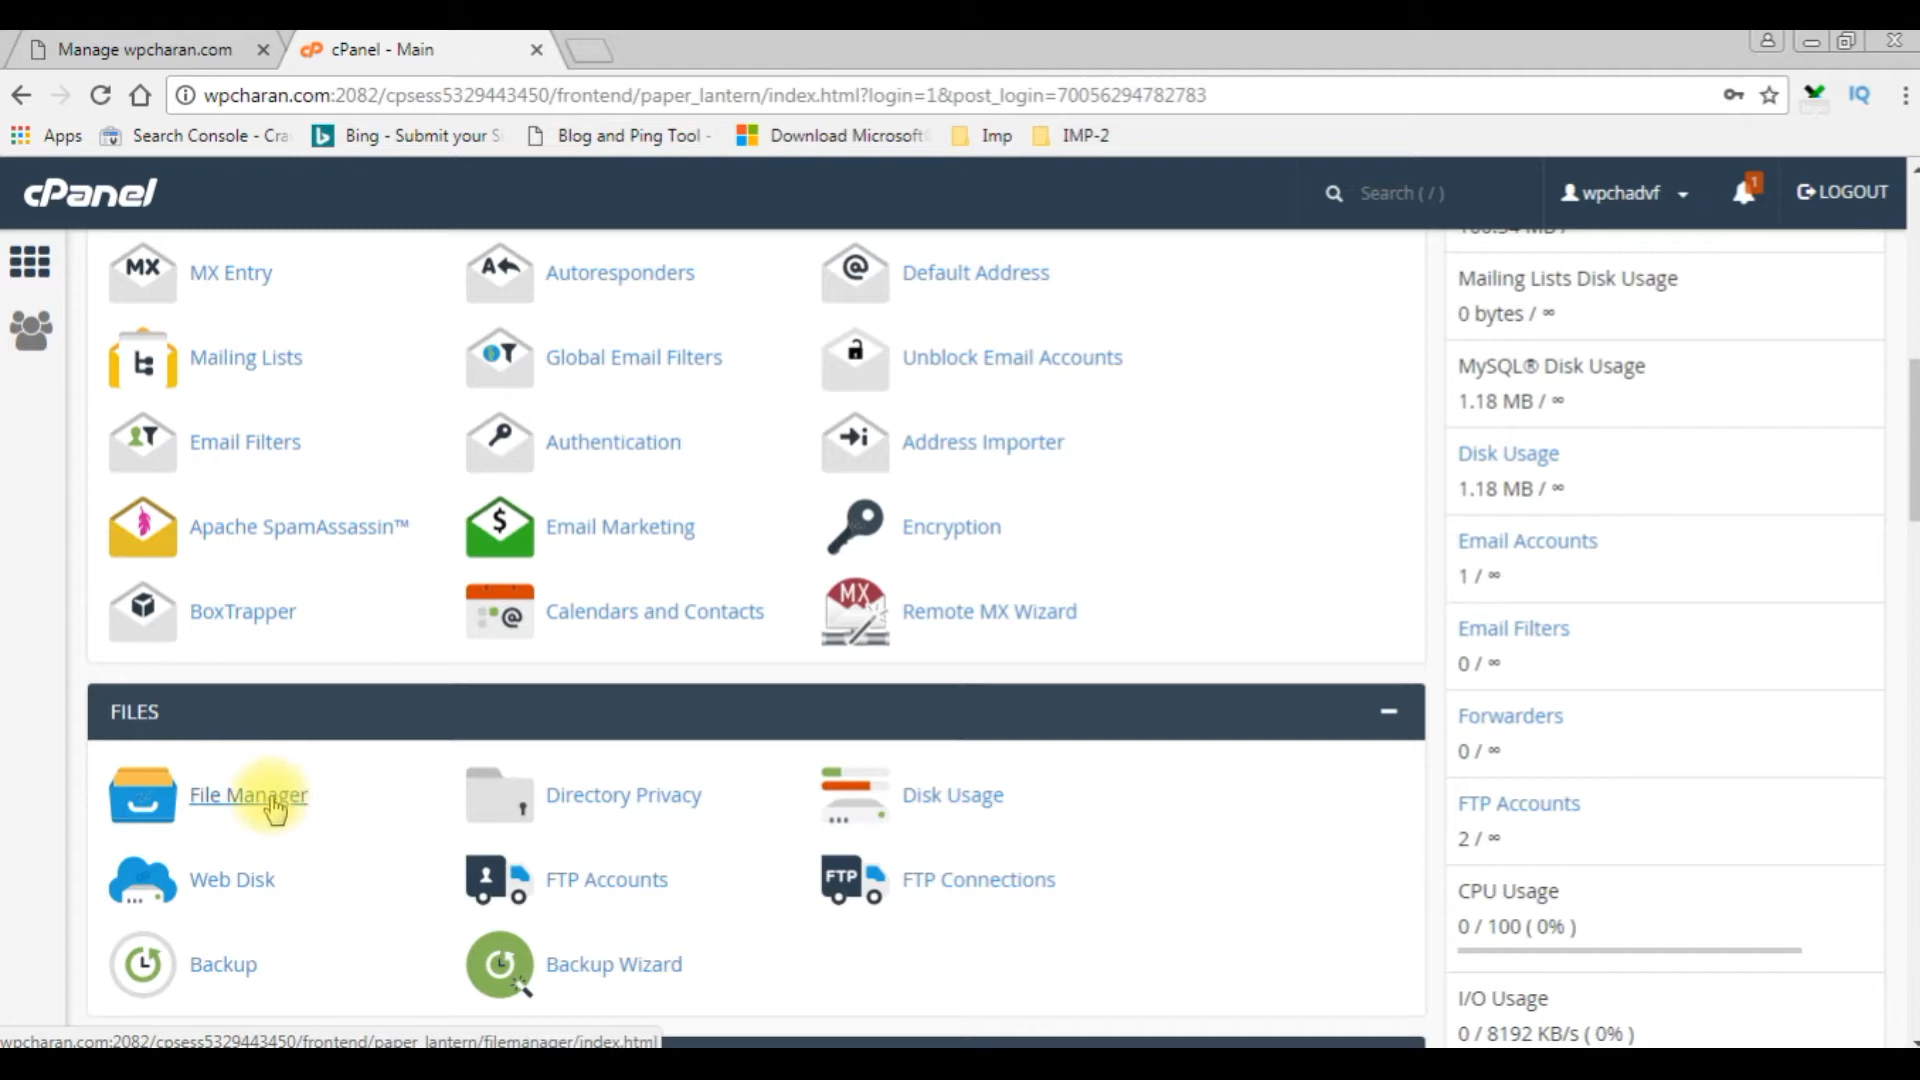 Manage wpcharan.com
cPanel - Main
wpcharan.com:2082/cpsess5329443450/frontend/paper_lantern/index.html?login=1&post_login=70056294782783
IQ
Apps
Search Console - Cra
Bing - Submit your S
Blog and Ping Tool -
Download Microsoft
Imp
IMP-2
cPanel
Search ( / )
wpchadvf
1
LOGOUT
MX
MX Entry
Autoresponders
Default Address
Mailing Lists
Global Email Filters
Unblock Email Accounts
Email Filters
Authentication
Address Importer
Apache SpamAssassin™
Email Marketing
Encryption
BoxTrapper
Calendars and Contacts
MX
Remote MX Wizard
FILES
File Manager
Directory Privacy
Disk Usage
Web Disk
FTP Accounts
FTP
FTP Connections
Backup
Backup Wizard
Mailing Lists Disk Usage
0 bytes / ∞
MySQL® Disk Usage
1.18 MB / ∞
Disk Usage
1.18 MB / ∞
Email Accounts
1 / ∞
Email Filters
0 / ∞
Forwarders
0 / ∞
FTP Accounts
2 / ∞
CPU Usage
0 / 100 ( 0% )
I/O Usage
0 / 8192 KB/s ( 0% )
wpcharan.com:2082/cpsess5329443450/frontend/paper_lantern/filemanager/index.html